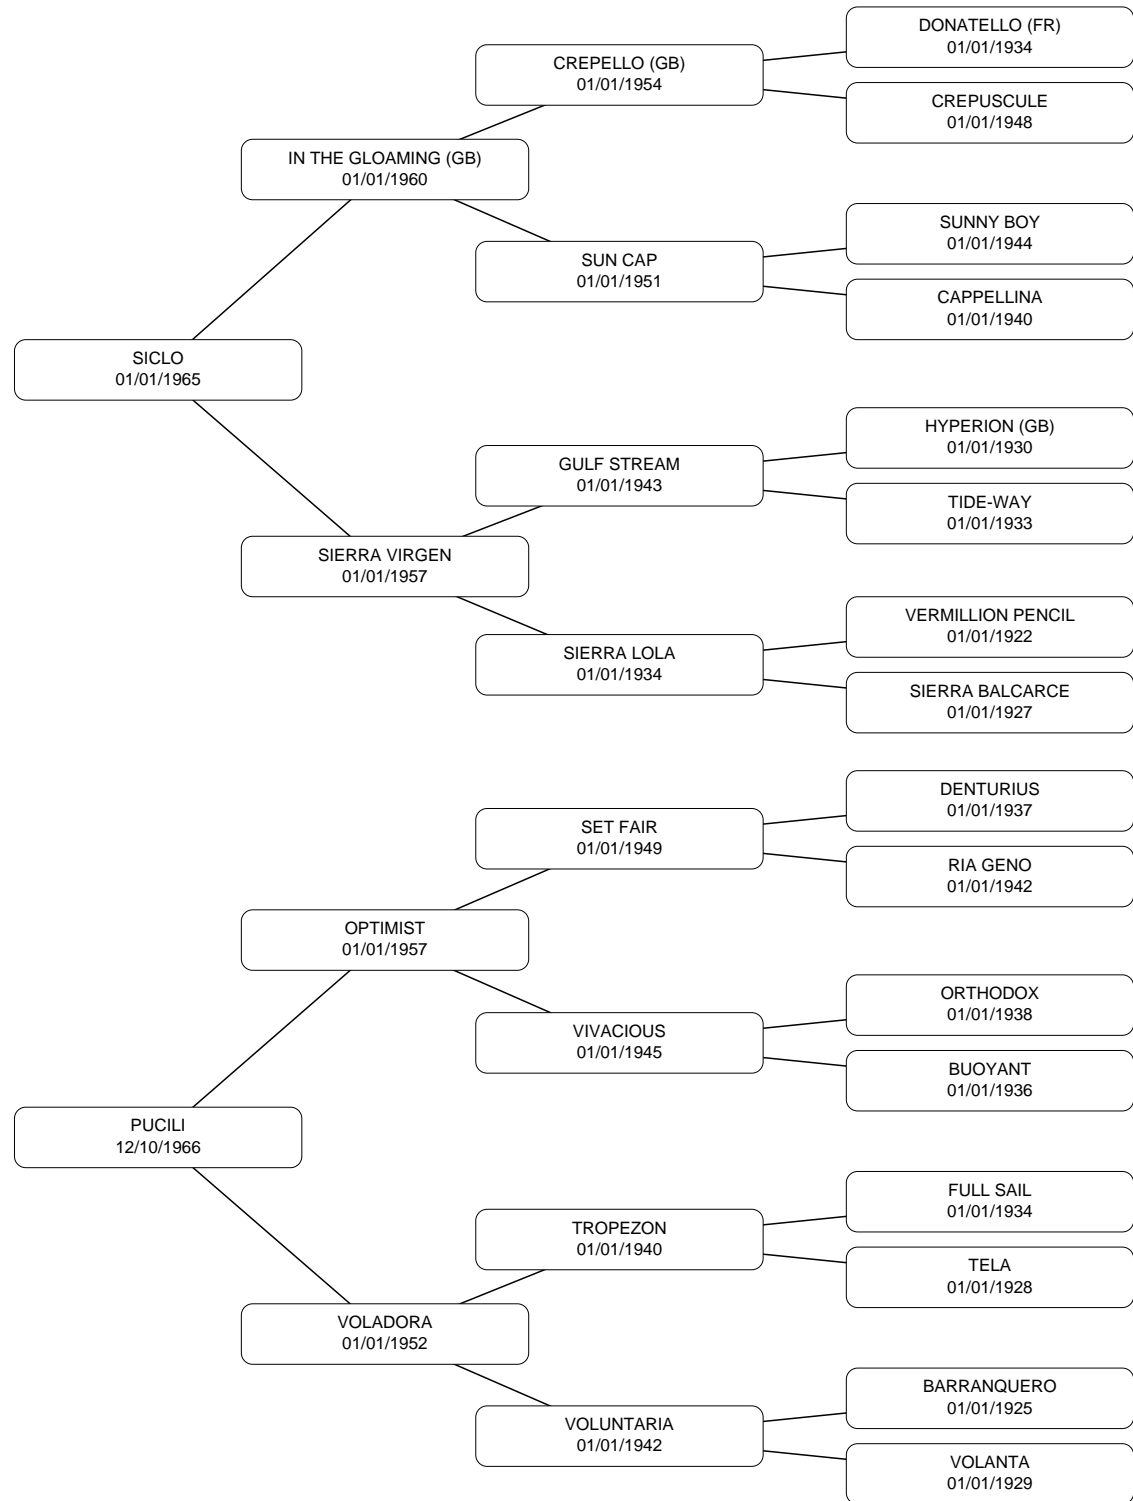 DONATELLO (FR)
01/01/1934
CREPELLO (GB)
01/01/1954
CREPUSCULE
01/01/1948
IN THE GLOAMING (GB)
01/01/1960
SUNNY BOY
01/01/1944
SUN CAP
01/01/1951
CAPPELLINA
01/01/1940
SICLO
01/01/1965
HYPERION (GB)
01/01/1930
GULF STREAM
01/01/1943
TIDE-WAY
01/01/1933
SIERRA VIRGEN
01/01/1957
VERMILLION PENCIL
01/01/1922
SIERRA LOLA
01/01/1934
SIERRA BALCARCE
01/01/1927
DENTURIUS
01/01/1937
SET FAIR
01/01/1949
RIA GENO
01/01/1942
OPTIMIST
01/01/1957
ORTHODOX
01/01/1938
VIVACIOUS
01/01/1945
BUOYANT
01/01/1936
PUCILI
12/10/1966
FULL SAIL
01/01/1934
TROPEZON
01/01/1940
TELA
01/01/1928
VOLADORA
01/01/1952
BARRANQUERO
01/01/1925
VOLUNTARIA
01/01/1942
VOLANTA
01/01/1929